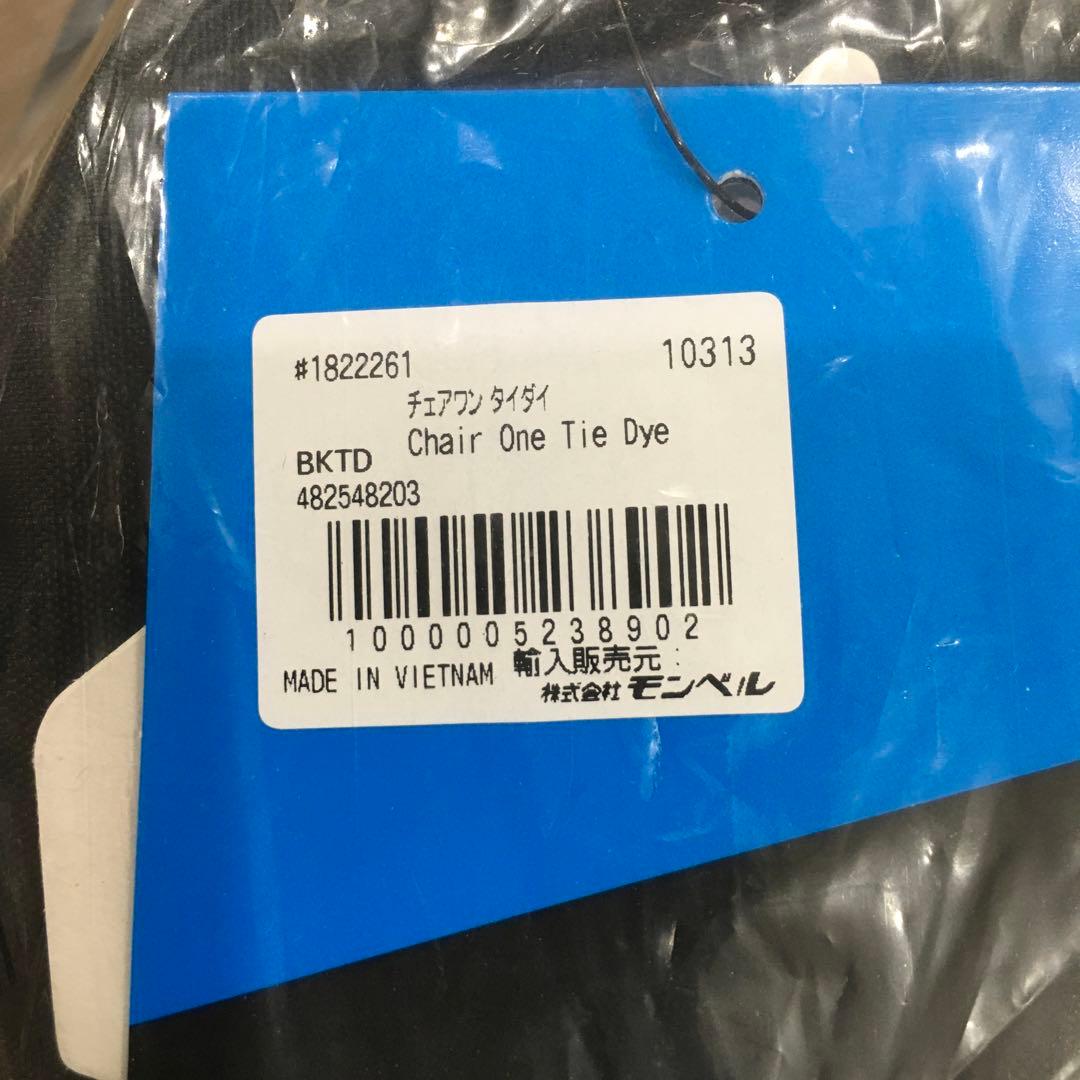 #1822261 10313
チェアワン タイダイ
Chair One Tie Dye
BKTD
482548203
1000005238902
MADE IN VIETNAM 輸入販売元:
株式会社モンベル